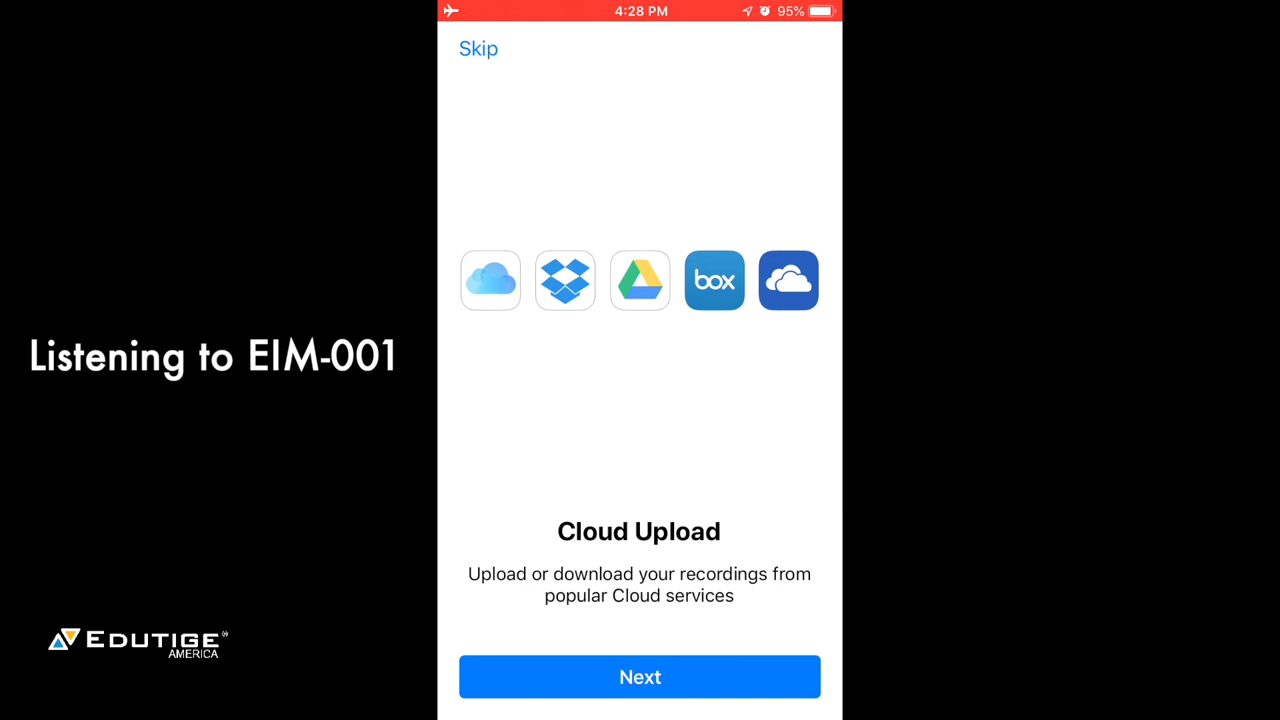 4:28 PM
95%
Skip
box
Listening to EIM-001
Cloud Upload
Upload or download your recordings from
popular Cloud services
EDUTIGE
AMERICA
Next